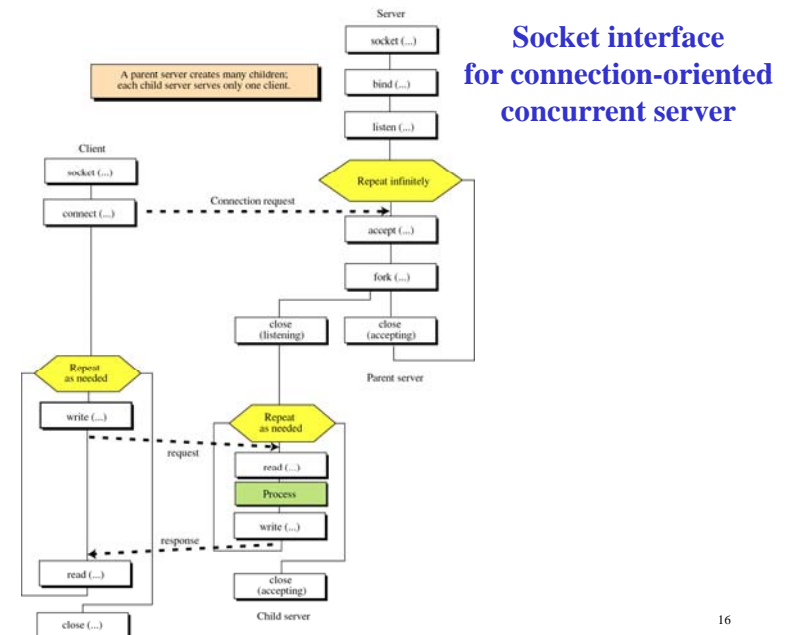 Socket interface
for connection-oriented
concurrent server
Server
socket (...)
A parent server creates many children;
each child server serves only one client.
bind (...)
listen (...)
Client
socket (...)
Repeat infinitely
connect (...)
Connection request
accept (...)
fork (...)
close
(listening)
close
(accepting)
Parent server
Repeat
as needed
write (...)
Repeat
as needed
request
read (...)
Process
write (...)
response
read (...)
close
(accepting)
Child server
close (...)
16